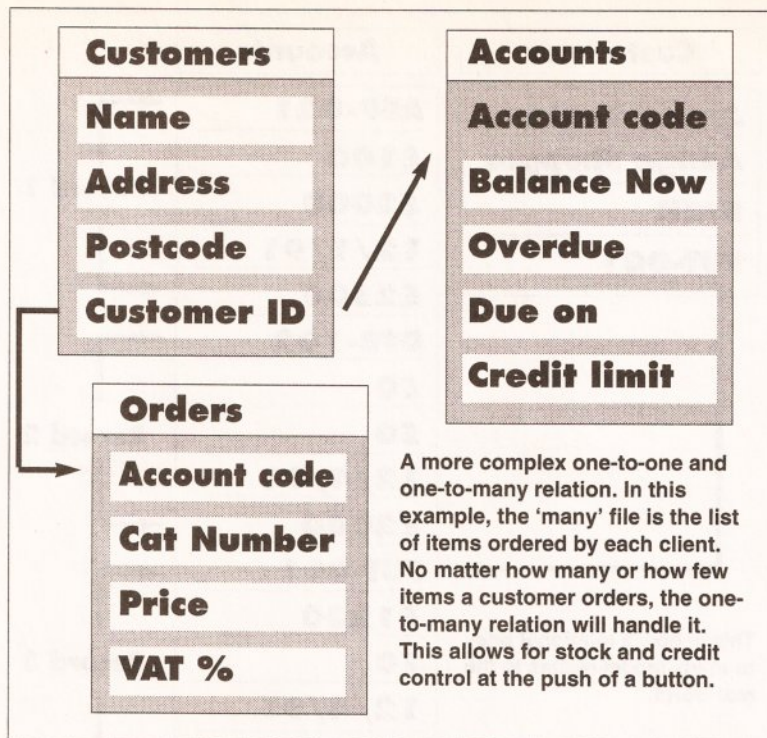 Customers
Name
Address
Postcode
Customer ID
Accounts
Account code
Balance Now
Overdue
Due on
Credit limit
Orders
Account code
Cat Number
Price
VAT %
A more complex one-to-one and
one-to-many relation. In this
example, the ‘many’ file is the list
of items ordered by each client.
No matter how many or how few
items a customer orders, the one-
to-many relation will handle it.
This allows for stock and credit
control at the push of a button.